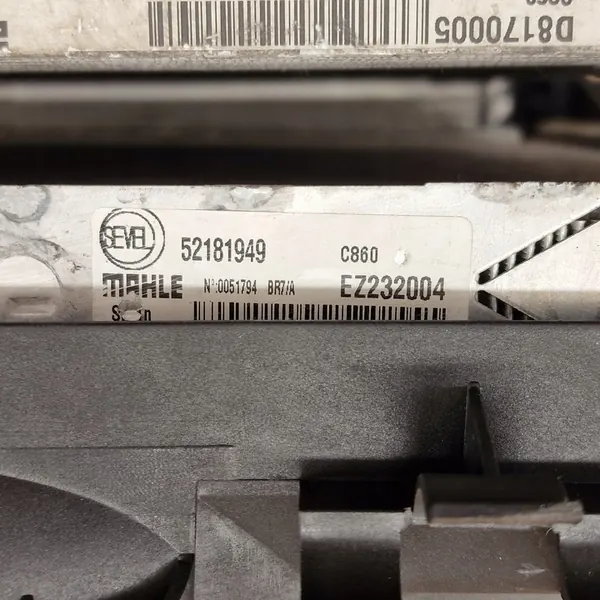 D8170005
SEVEL
52181949 C860
MAHLE N°:0051794 BR7/A EZ232004